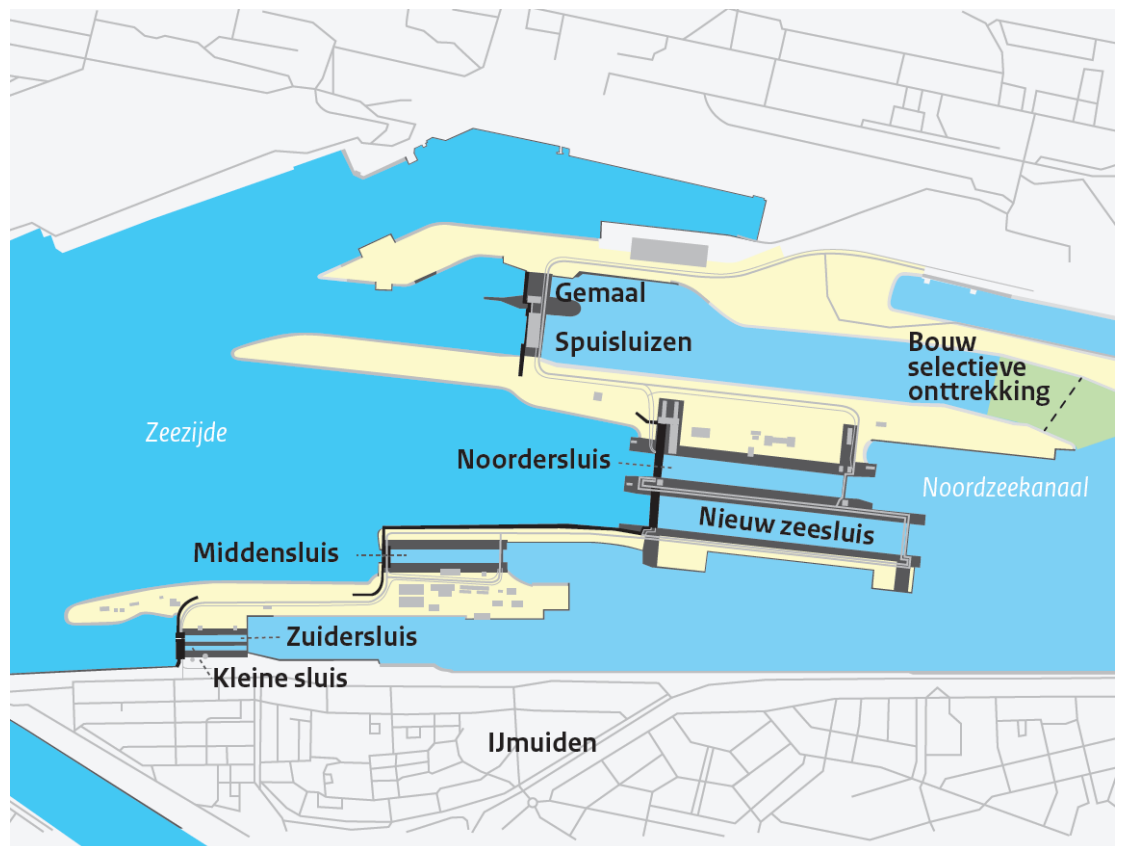 Gemaal
Spuisluizen
Bouw
selectieve
onttrekking
Zeezijde
Noordersluis
Noordzeekanaal
Nieuw zeesluis
Middensluis
Zuidersluis
Kleine sluis
IJmuiden